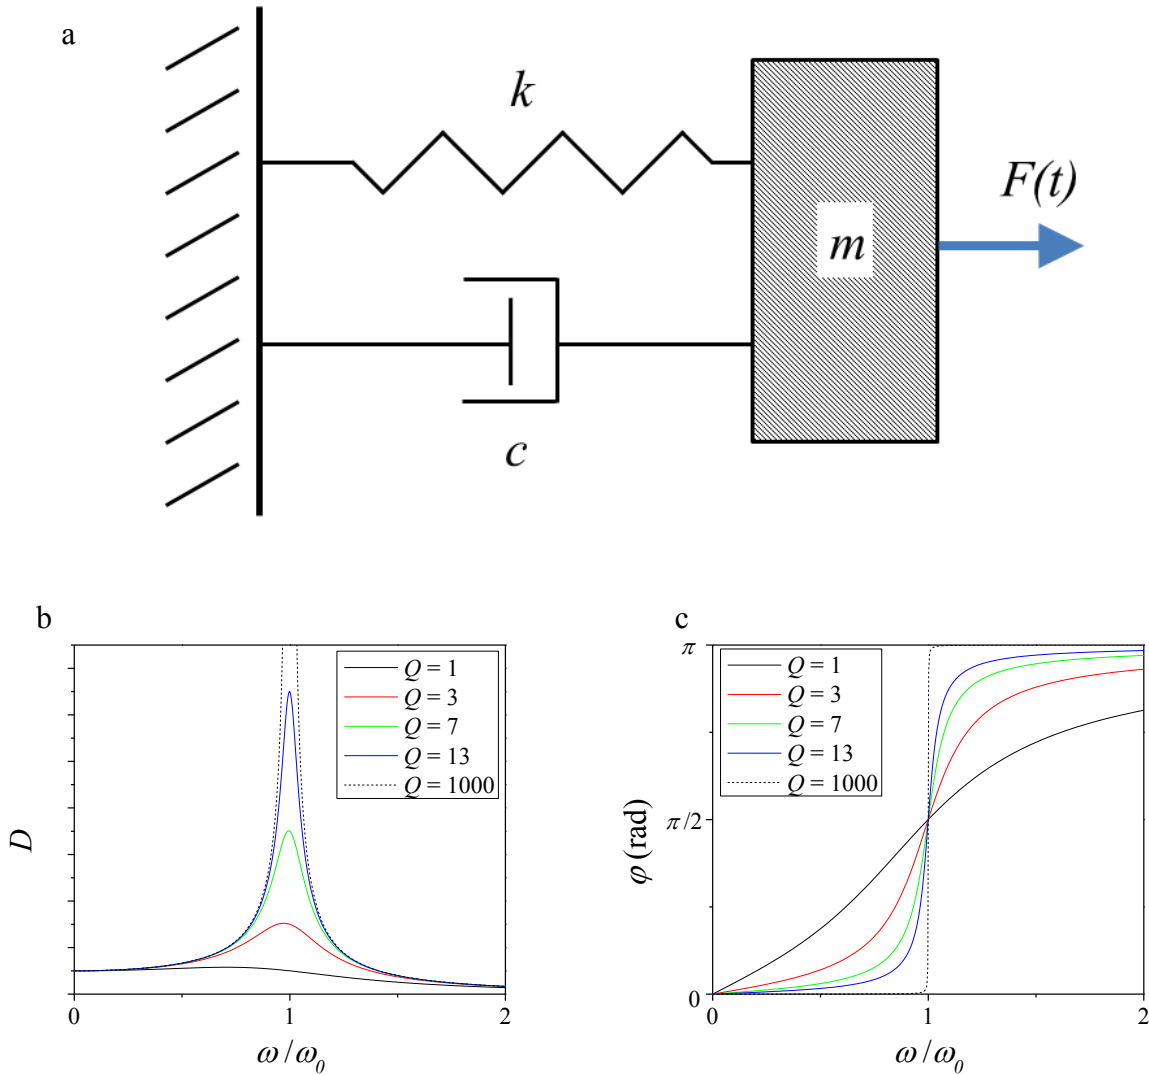 a
k
F(t)
m
c
b
Q = 1
Q = 3
Q = 7
Q = 13
Q = 1000
D
0
1
2
ω/ω₀
c
Q = 1
Q = 3
Q = 7
Q = 13
Q = 1000
π
π/2
0
φ (rad)
0
1
2
ω/ω₀